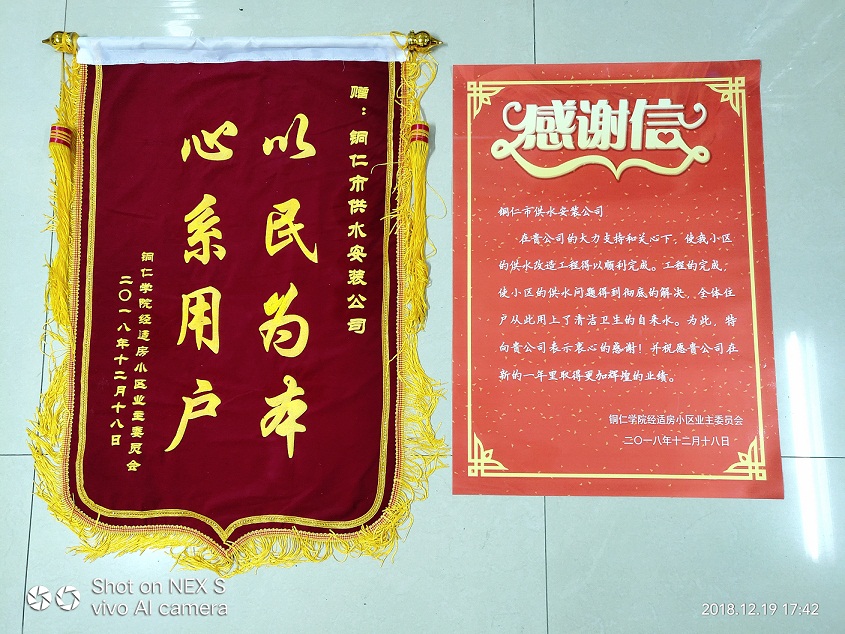 赠：铜仁市供水安装公司
以民为本
心系用户
铜仁学院经适房小区业主委员会
二〇一八年十二月十八日
感谢信
铜仁市供水安装公司
在贵公司的大力支持和关心下，使我小区
的供水改造工程得以顺利完成。工程的完成，
使小区的供水问题得到彻底的解决，全体住
户从此用上了清洁卫生的自来水。为此，特
向贵公司表示衷心的感谢！并祝愿贵公司在
新的一年里取得更加辉煌的业绩。
铜仁学院经适房小区业主委员会
二〇一八年十二月十八日
Shot on NEX S
vivo AI camera
2018.12.19 17:42